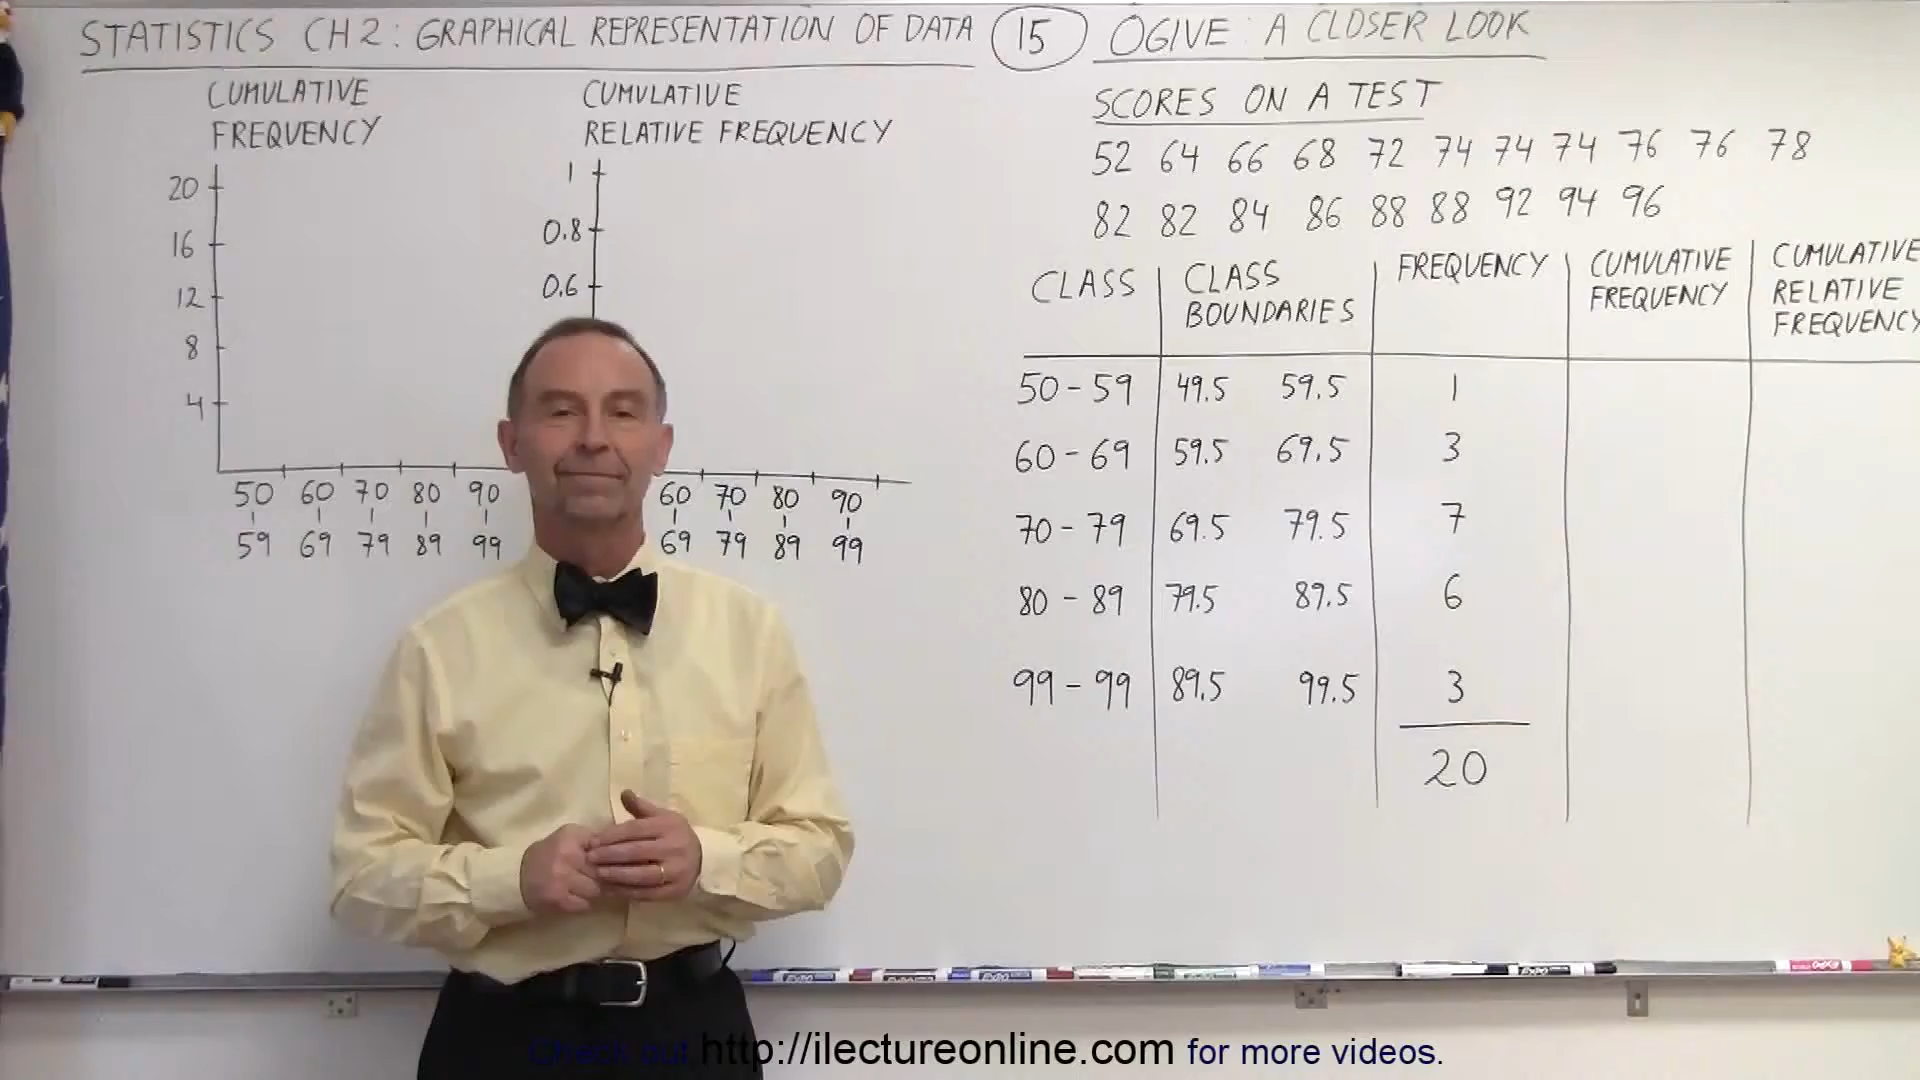 STATISTICS CH 2: GRAPHICAL REPRESENTATION OF DATA 15 OGIVE: A CLOSER LOOK
CUMULATIVE
FREQUENCY
20
16
12
8
4
50 60 70 80 90
59 69 79 89 99
CUMULATIVE
RELATIVE FREQUENCY
1
0.8
0.6
60 70 80 90
69 79 89 99
SCORES ON A TEST
52 64 66 68 72 74 74 74 76 76 78
82 82 84 86 88 88 92 94 96
CLASS
CLASS
BOUNDARIES
FREQUENCY
CUMULATIVE
FREQUENCY
CUMULATIVE
RELATIVE
FREQUENCY
50 - 59 49.5 59.5 1
60 - 69 59.5 69.5 3
70 - 79 69.5 79.5 7
80 - 89 79.5 89.5 6
99 - 99 89.5 99.5 3
20
Check out http://ilectureonline.com for more videos.